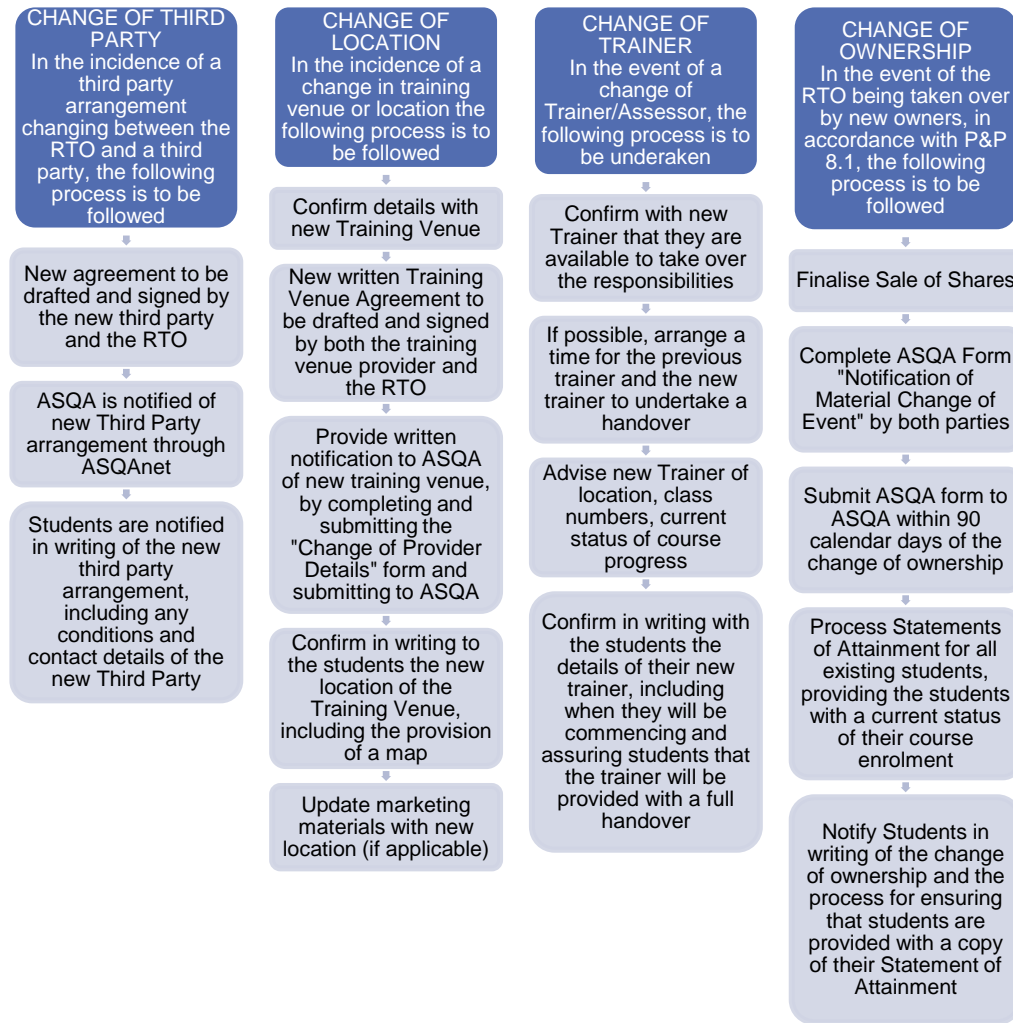 CHANGE OF THIRD
PARTY
In the incidence of a
third party
arrangement
changing between the
RTO and a third
party, the following
process is to be
followed
New agreement to be
drafted and signed by
the new third party
and the RTO
ASQA is notified of
new Third Party
arrangement through
ASQAnet
Students are notified
in writing of the new
third party
arrangement,
including any
conditions and
contact details of the
new Third Party
CHANGE OF
LOCATION
In the incidence of a
change in training
venue or location the
following process is to
be followed
Confirm details with
new Training Venue
New written Training
Venue Agreement to
be drafted and signed
by both the training
venue provider and
the RTO
Provide written
notification to ASQA
of new training venue,
by completing and
submitting the
"Change of Provider
Details" form and
submitting to ASQA
Confirm in writing to
the students the new
location of the
Training Venue,
including the provision
of a map
Update marketing
materials with new
location (if applicable)
CHANGE OF
TRAINER
In the event of a
change of
Trainer/Assessor, the
following process is to
be underaken
Confirm with new
Trainer that they are
available to take over
the responsibilities
If possible, arrange a
time for the previous
trainer and the new
trainer to undertake a
handover
Advise new Trainer of
location, class
numbers, current
status of course
progress
Confirm in writing with
the students the
details of their new
trainer, including
when they will be
commencing and
assuring students that
the trainer will be
provided with a full
handover
CHANGE OF
OWNERSHIP
In the event of the
RTO being taken over
by new owners, in
accordance with P&P
8.1, the following
process is to be
followed
Finalise Sale of Shares
Complete ASQA Form
"Notification of
Material Change of
Event" by both parties
Submit ASQA form to
ASQA within 90
calendar days of the
change of ownership
Process Statements
of Attainment for all
existing students,
providing the students
with a current status
of their course
enrolment
Notify Students in
writing of the change
of ownership and the
process for ensuring
that students are
provided with a copy
of their Statement of
Attainment